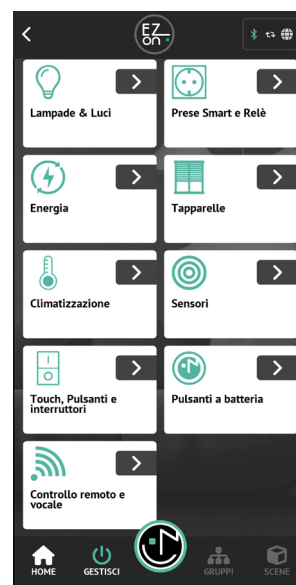 EZ
on
Lampade & Luci
Prese Smart e Relè
Energia
Tapparelle
Climatizzazione
Sensori
Touch, Pulsanti e
interruttori
Pulsanti a batteria
Controllo remoto e
vocale
HOME
GESTISCI
GRUPPI
SCENE